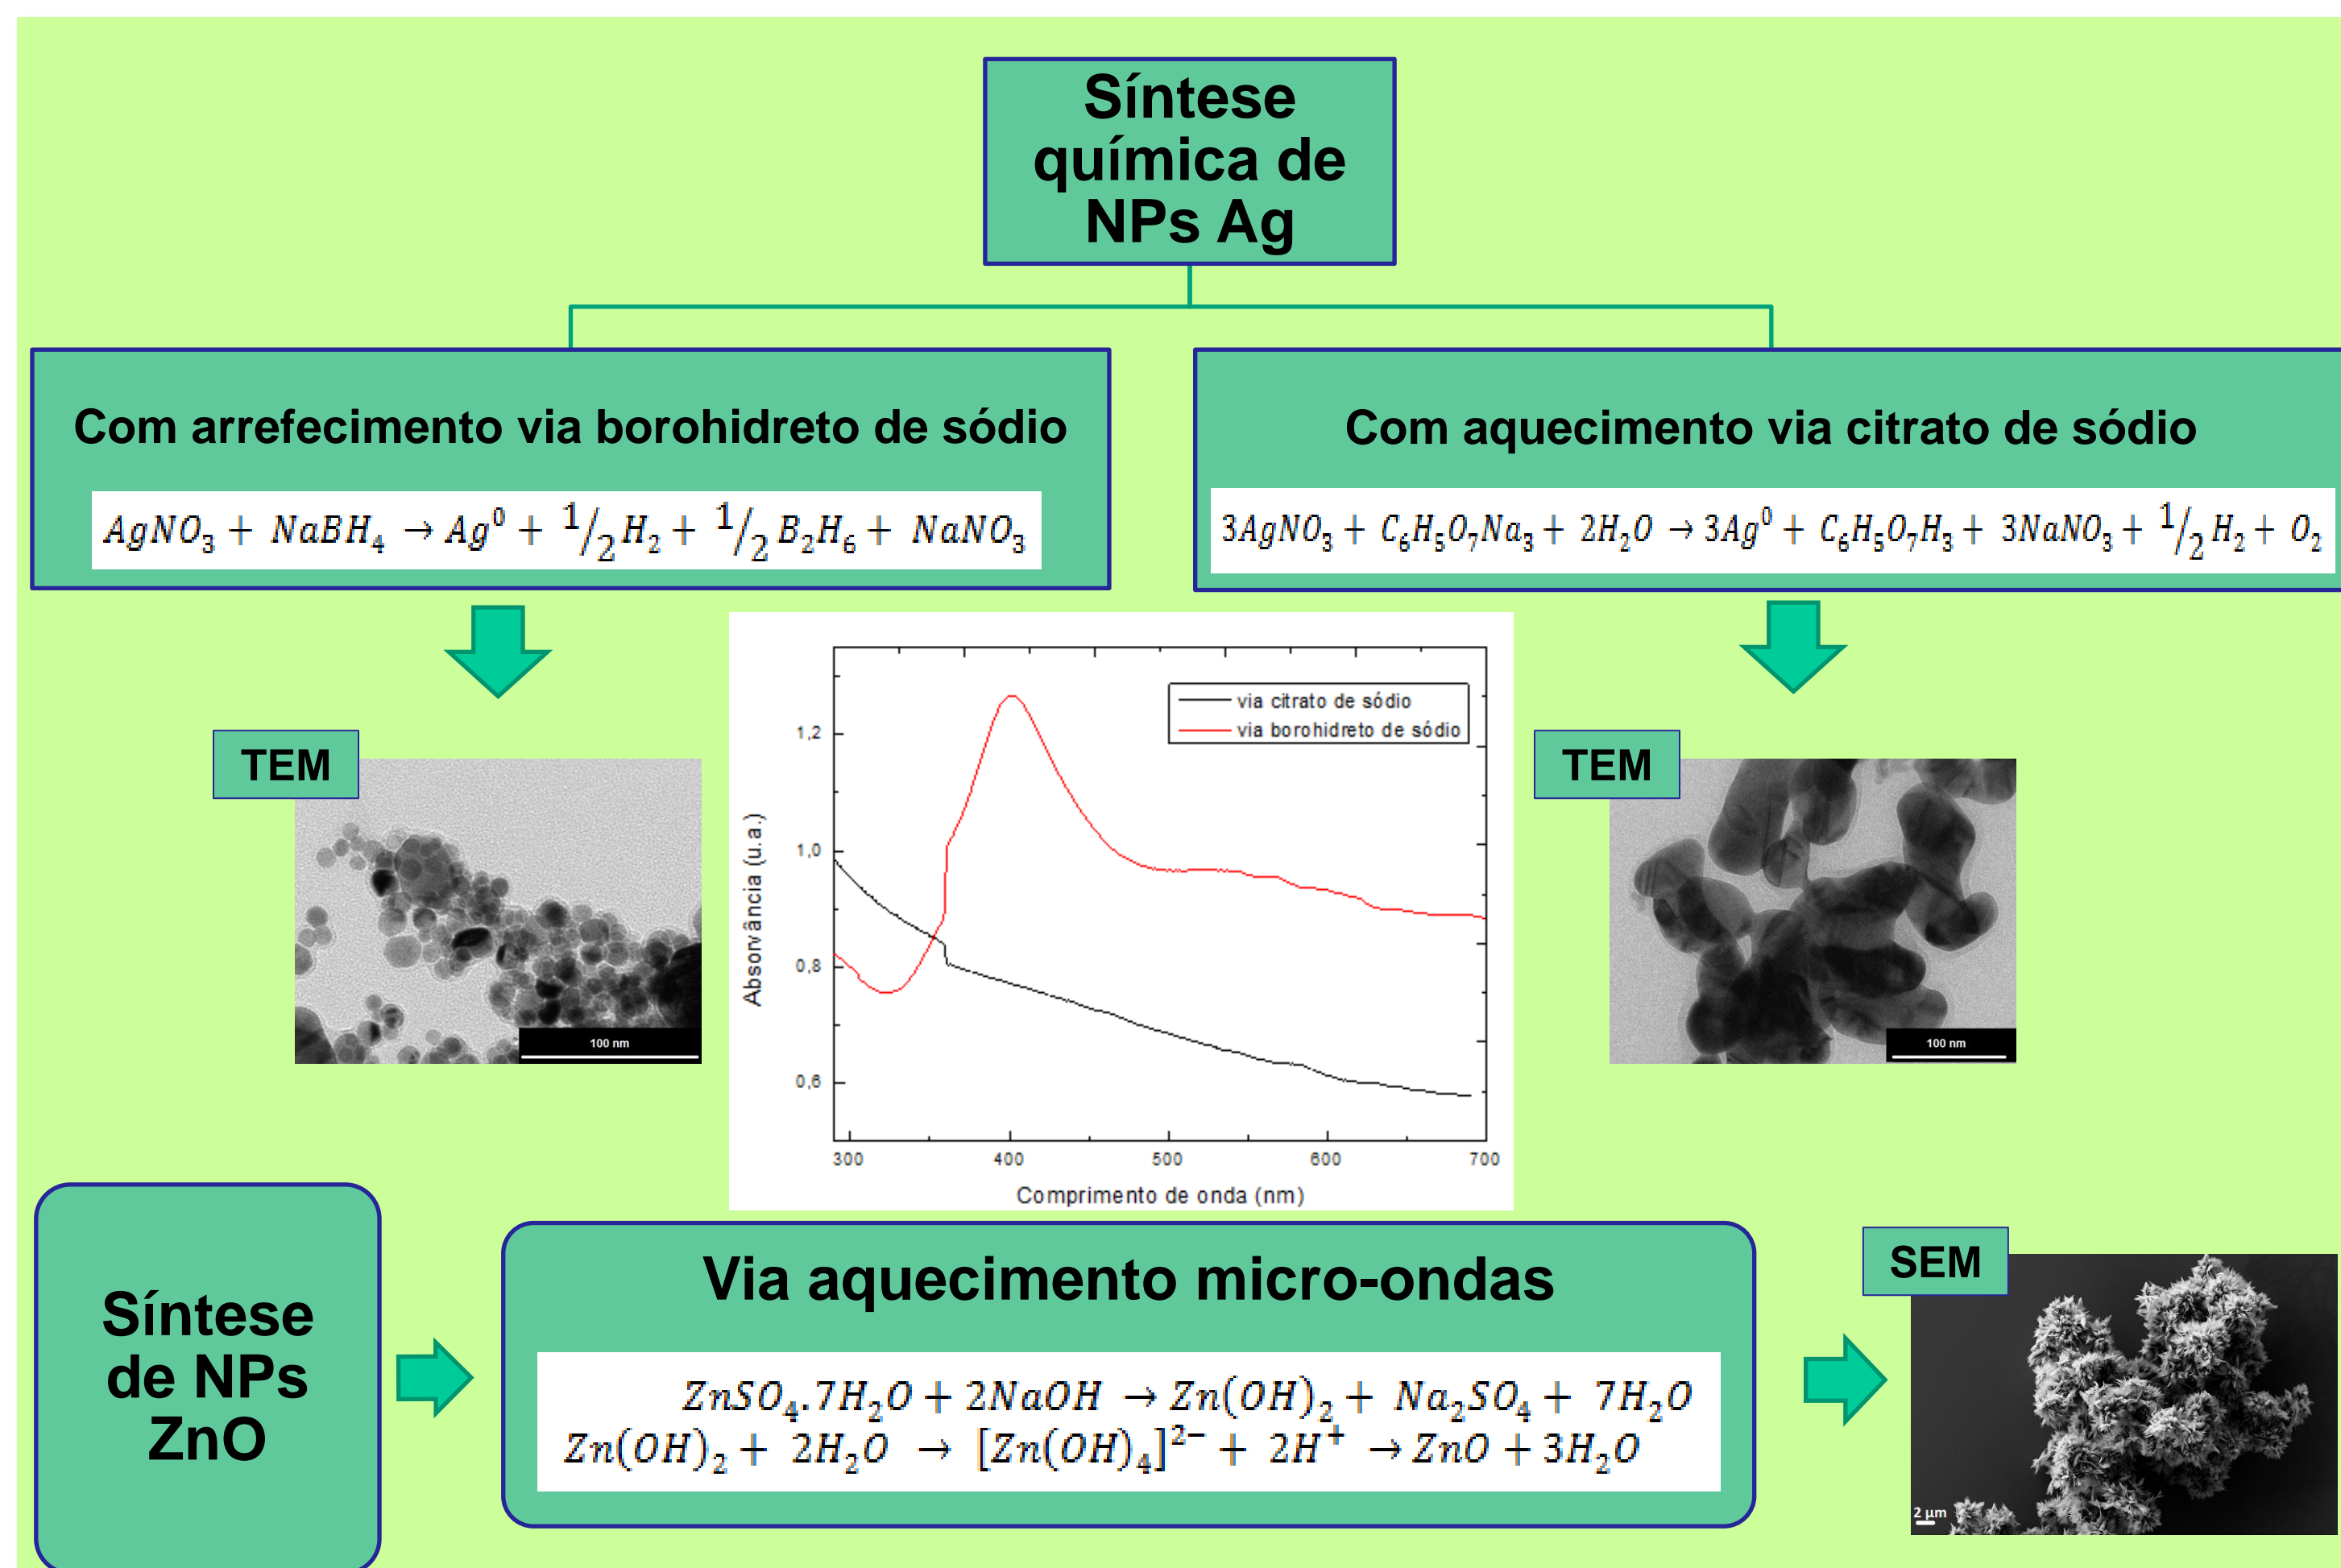 Síntese
química de
NPs Ag
Com arrefecimento via borohidreto de sódio
AgNO₃ + NaBH₄ → Ag⁰ + 1/2 H₂ + 1/2 B₂H₆ + NaNO₃
Com aquecimento via citrato de sódio
3AgNO₃ + C₆H₅O₇Na₃ + 2H₂O → 3Ag⁰ + C₆H₅O₇H₃ + 3NaNO₃ + 1/2 H₂ + O₂
TEM
100 nm
via citrato de sódio
via borohidreto de sódio
1,2
1,0
0,8
0,6
Absorvância (u.a.)
300 400 500 600 700
Comprimento de onda (nm)
TEM
100 nm
Síntese
de NPs
ZnO
Via aquecimento micro-ondas
ZnSO₄.7H₂O + 2NaOH → Zn(OH)₂ + Na₂SO₄ + 7H₂O
Zn(OH)₂ + 2H₂O → [Zn(OH)₄]²⁻ + 2H⁺ → ZnO + 3H₂O
SEM
2 µm